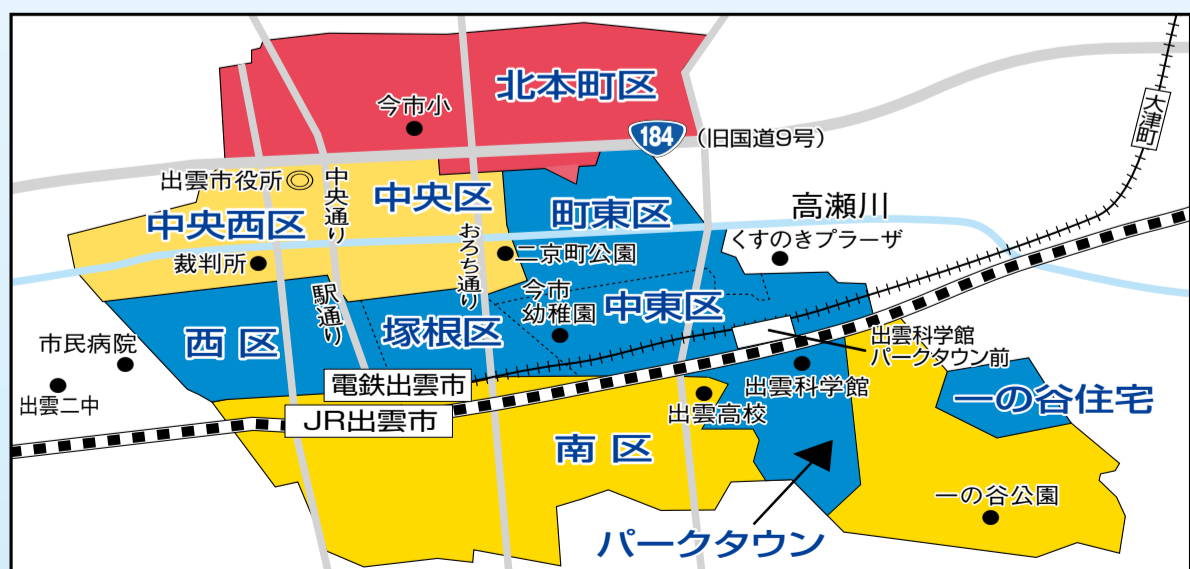 北本町区
今市小
184
(旧国道9号)
大津町
出雲市役所
中央通り
中央区
中央西区
町東区
高瀬川
おろち通り
くすのきプラーザ
二京町公園
裁判所
今市
幼稚園
中東区
駅通り
塚根区
西区
市民病院
出雲科学館
パークタウン前
電鉄出雲市
出雲科学館
一の谷住宅
出雲二中
JR出雲市
出雲高校
南区
一の谷公園
パークタウン